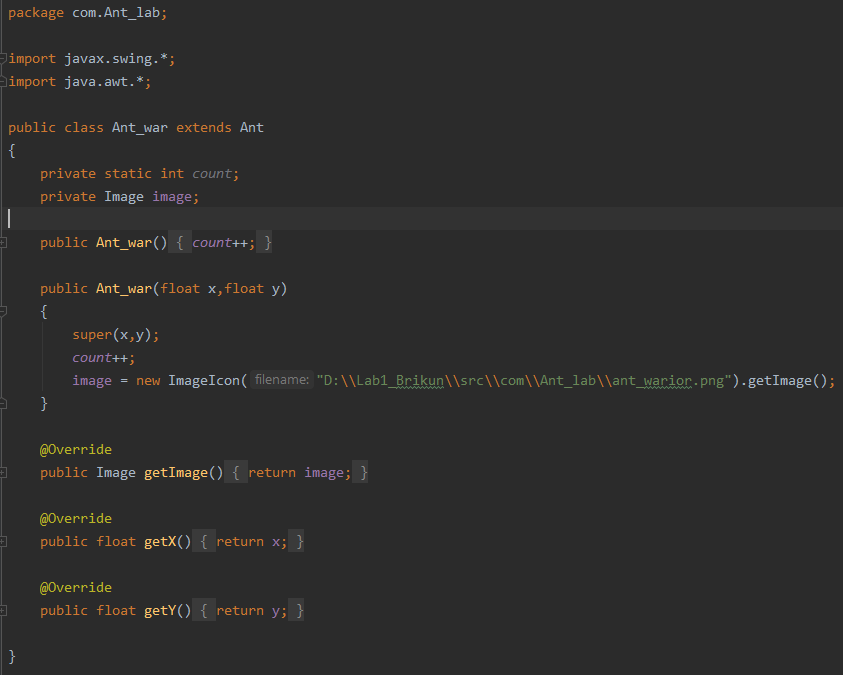 package com.Ant_lab;
import javax.swing.*;
import java.awt.*;
public class Ant_war extends Ant
{
private static int count;
private Image image;
public Ant_war() { count++; }
public Ant_war(float x,float y)
{
super(x,y);
count++;
image = new ImageIcon( filename: "D:\\Lab1_Brikun\\src\\com\\Ant_lab\\ant_warior.png").getImage();
}
@Override
public Image getImage() { return image; }
@Override
public float getX() { return x; }
@Override
public float getY() { return y; }
}